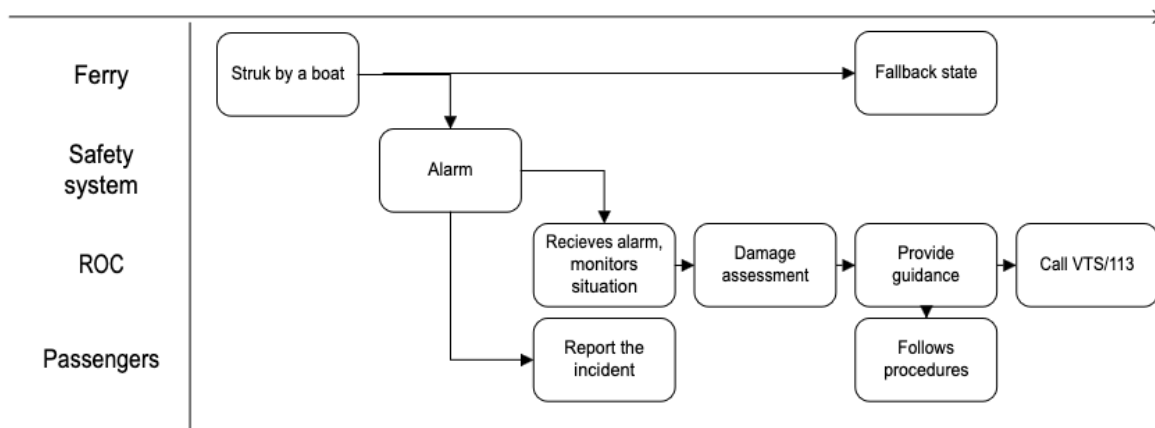 Ferry
Struk by a boat
Fallback state
Safety
system
Alarm
ROC
Recieves alarm,
monitors
situation
Damage
assessment
Provide
guidance
Call VTS/113
Passengers
Report the
incident
Follows
procedures